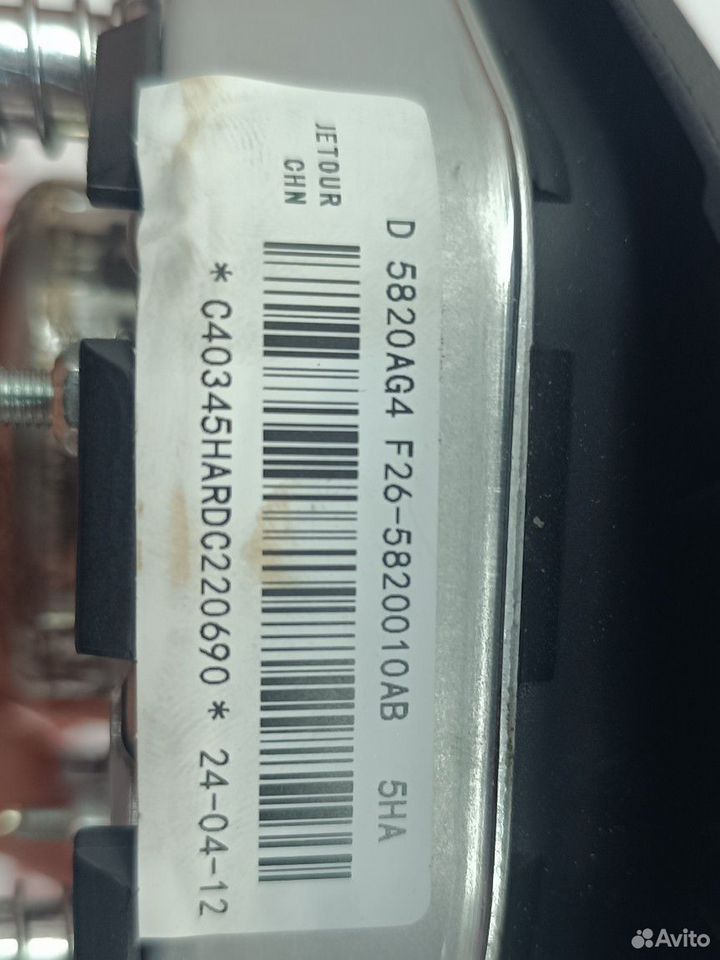 D 5820AG4 F26-5820010AB 5HA
JETOUR
CHN
*C40345HARDC220690* 24-04-12
Avito